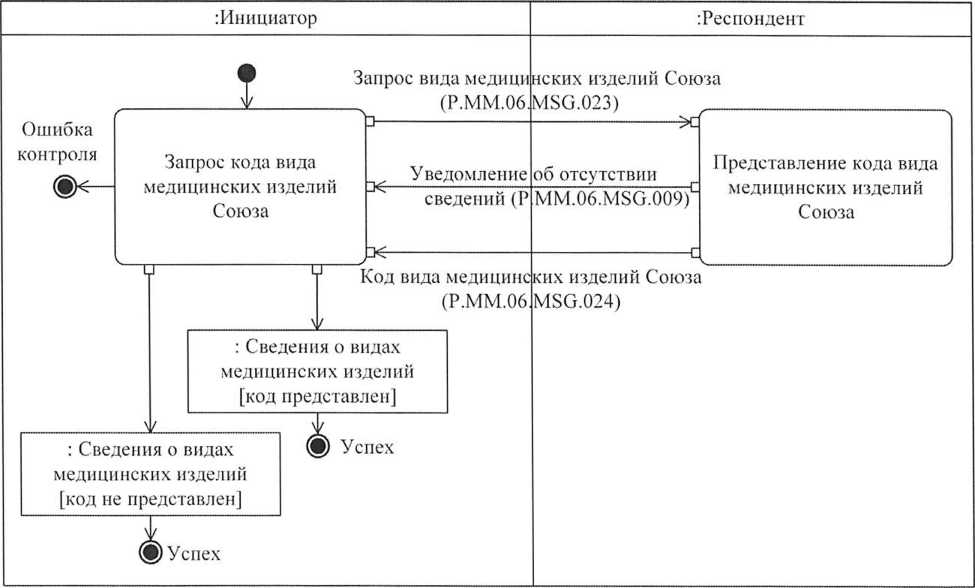 :Инициатор
:Респондент
Запрос вида медицинских изделий Союза
(P.MM.06.MSG.023)
Ошибка
контроля
Запрос кода вида
медицинских изделий
Союза
Уведомление об отсутствии
сведений (P.MM.06.MSG.009)
Представление кода вида
медицинских изделий
Союза
Код вида медицинских изделий Союза
(P.MM.06.MSG.024)
: Сведения о видах
медицинских изделий
[код представлен]
Успех
: Сведения о видах
медицинских изделий
[код не представлен]
Успех